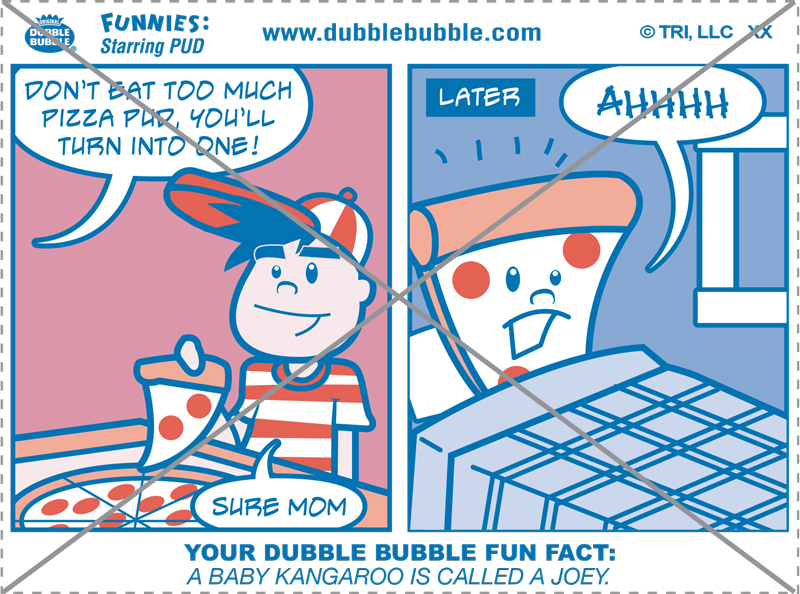 ORIGINAL
DUBBLE
BUBBLE®
FUNNIES:
Starring PUD
www.dubblebubble.com
© TRI, LLC XX
DON'T EAT TOO MUCH
PIZZA PUD, YOU'LL
TURN INTO ONE!
SURE MOM
LATER
AHHHH
YOUR DUBBLE BUBBLE FUN FACT:
A BABY KANGAROO IS CALLED A JOEY.